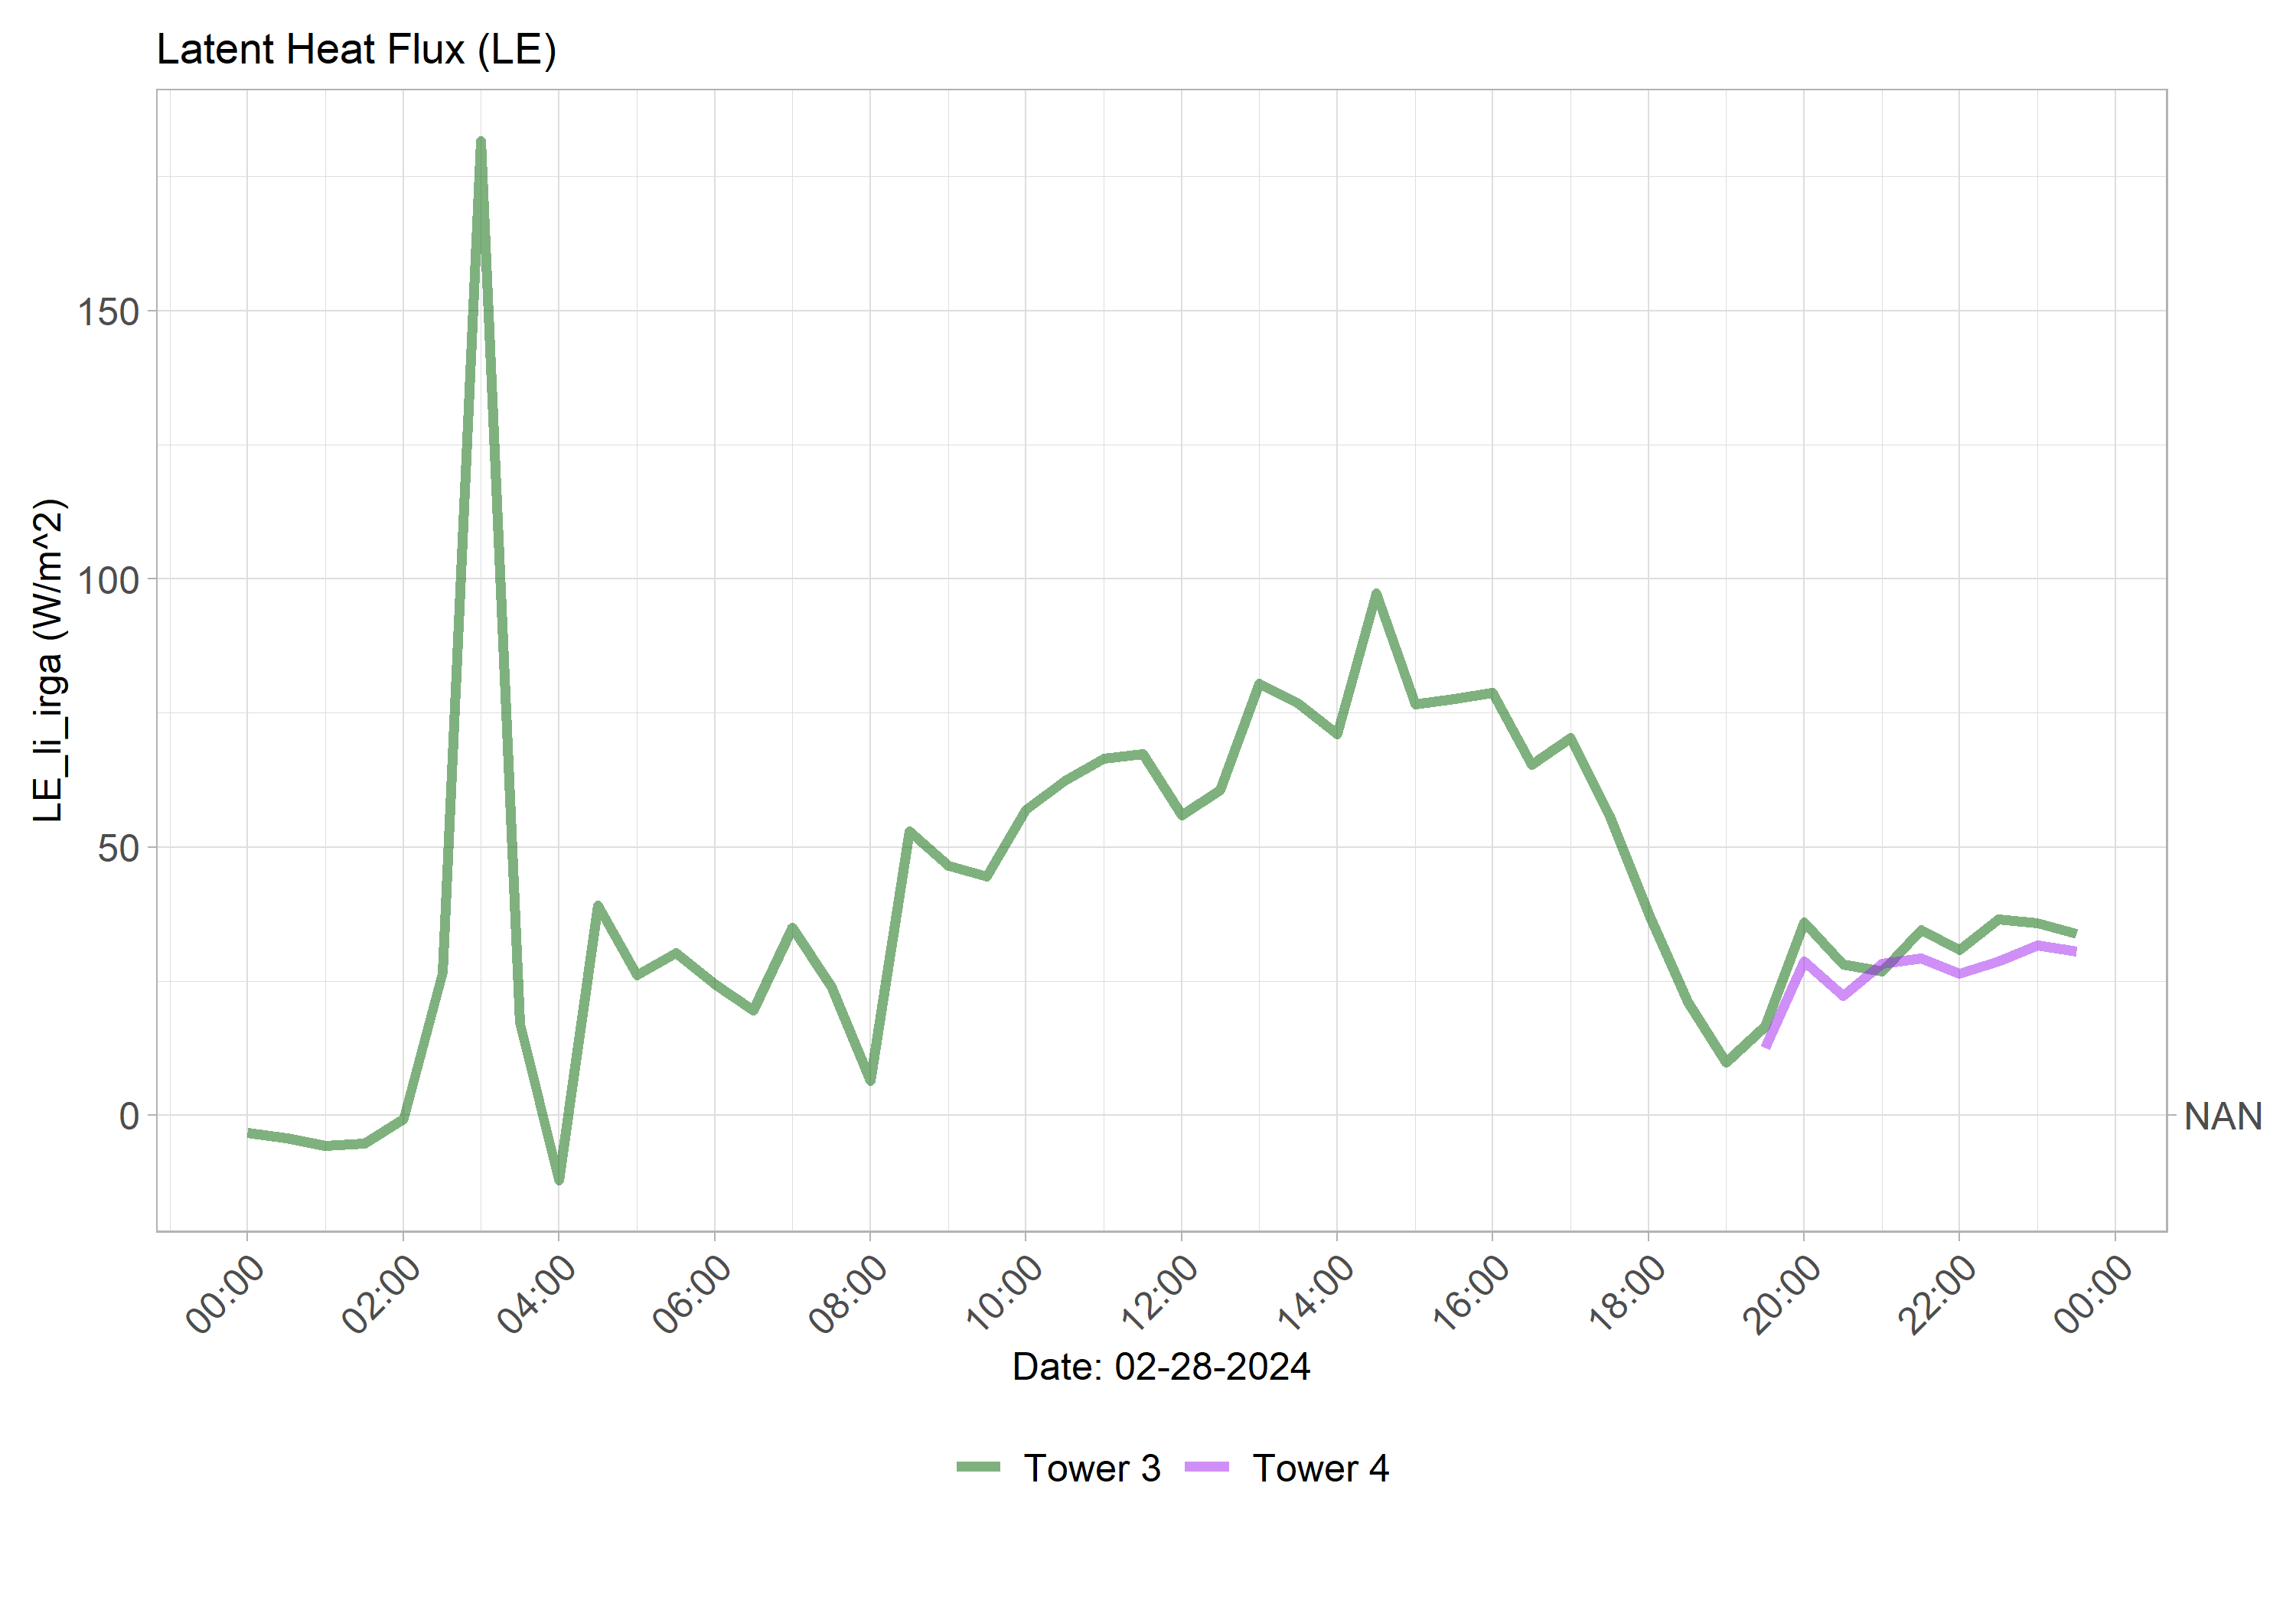 Latent Heat Flux (LE)
LE_li_irga (W/m^2)
150
100
50
0
NAN
00:00 02:00 04:00 06:00 08:00 10:00 12:00 14:00 16:00 18:00 20:00 22:00 00:00
Date: 02-28-2024
Tower 3 Tower 4